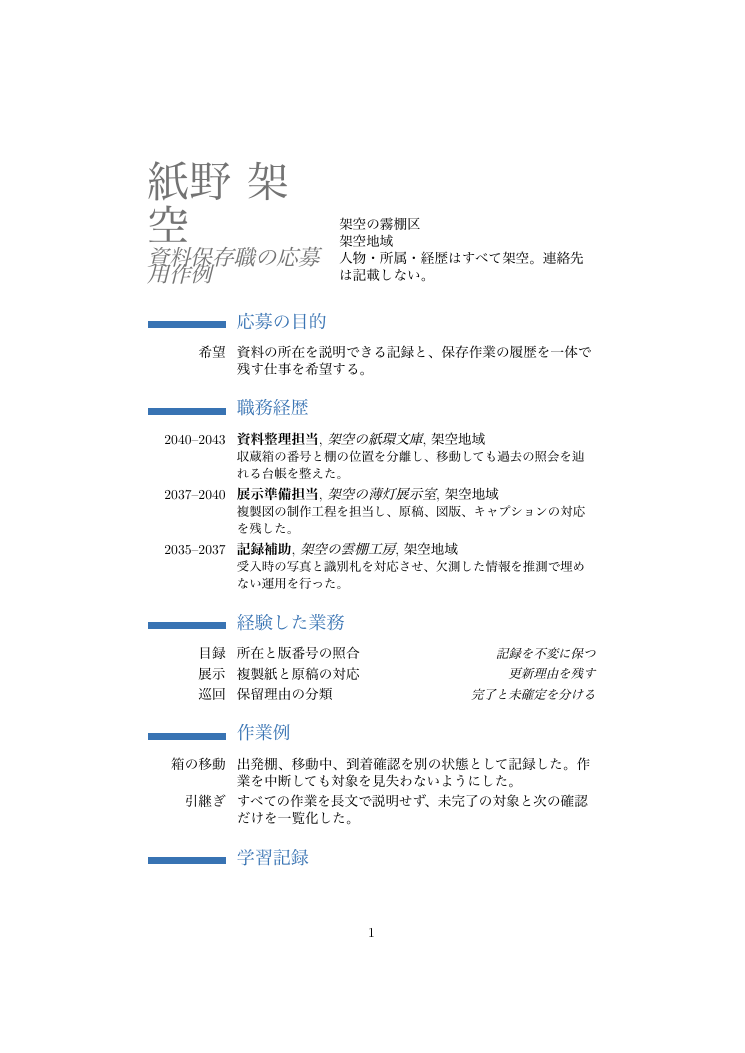 紙野 架
空
資料保存職の応募
用作例
架空の霧棚区
架空地域
人物・所属・経歴はすべて架空。連絡先
は記載しない。
応募の目的
希望 資料の所在を説明できる記録と、保存作業の履歴を一体で
残す仕事を希望する。
職務経歴
2040–2043 資料整理担当, 架空の紙環文庫, 架空地域
収蔵箱の番号と棚の位置を分離し、移動しても過去の照会を辿
れる台帳を整えた。
2037–2040 展示準備担当, 架空の薄灯展示室, 架空地域
複製図の制作工程を担当し、原稿、図版、キャプションの対応
を残した。
2035–2037 記録補助, 架空の雲棚工房, 架空地域
受入時の写真と識別札を対応させ、欠測した情報を推測で埋め
ない運用を行った。
経験した業務
目録 所在と版番号の照合 記録を不変に保つ
展示 複製紙と原稿の対応 更新理由を残す
巡回 保留理由の分類 完了と未確定を分ける
作業例
箱の移動 出発棚、移動中、到着確認を別の状態として記録した。作
業を中断しても対象を見失わないようにした。
引継ぎ すべての作業を長文で説明せず、未完了の対象と次の確認
だけを一覧化した。
学習記録
1